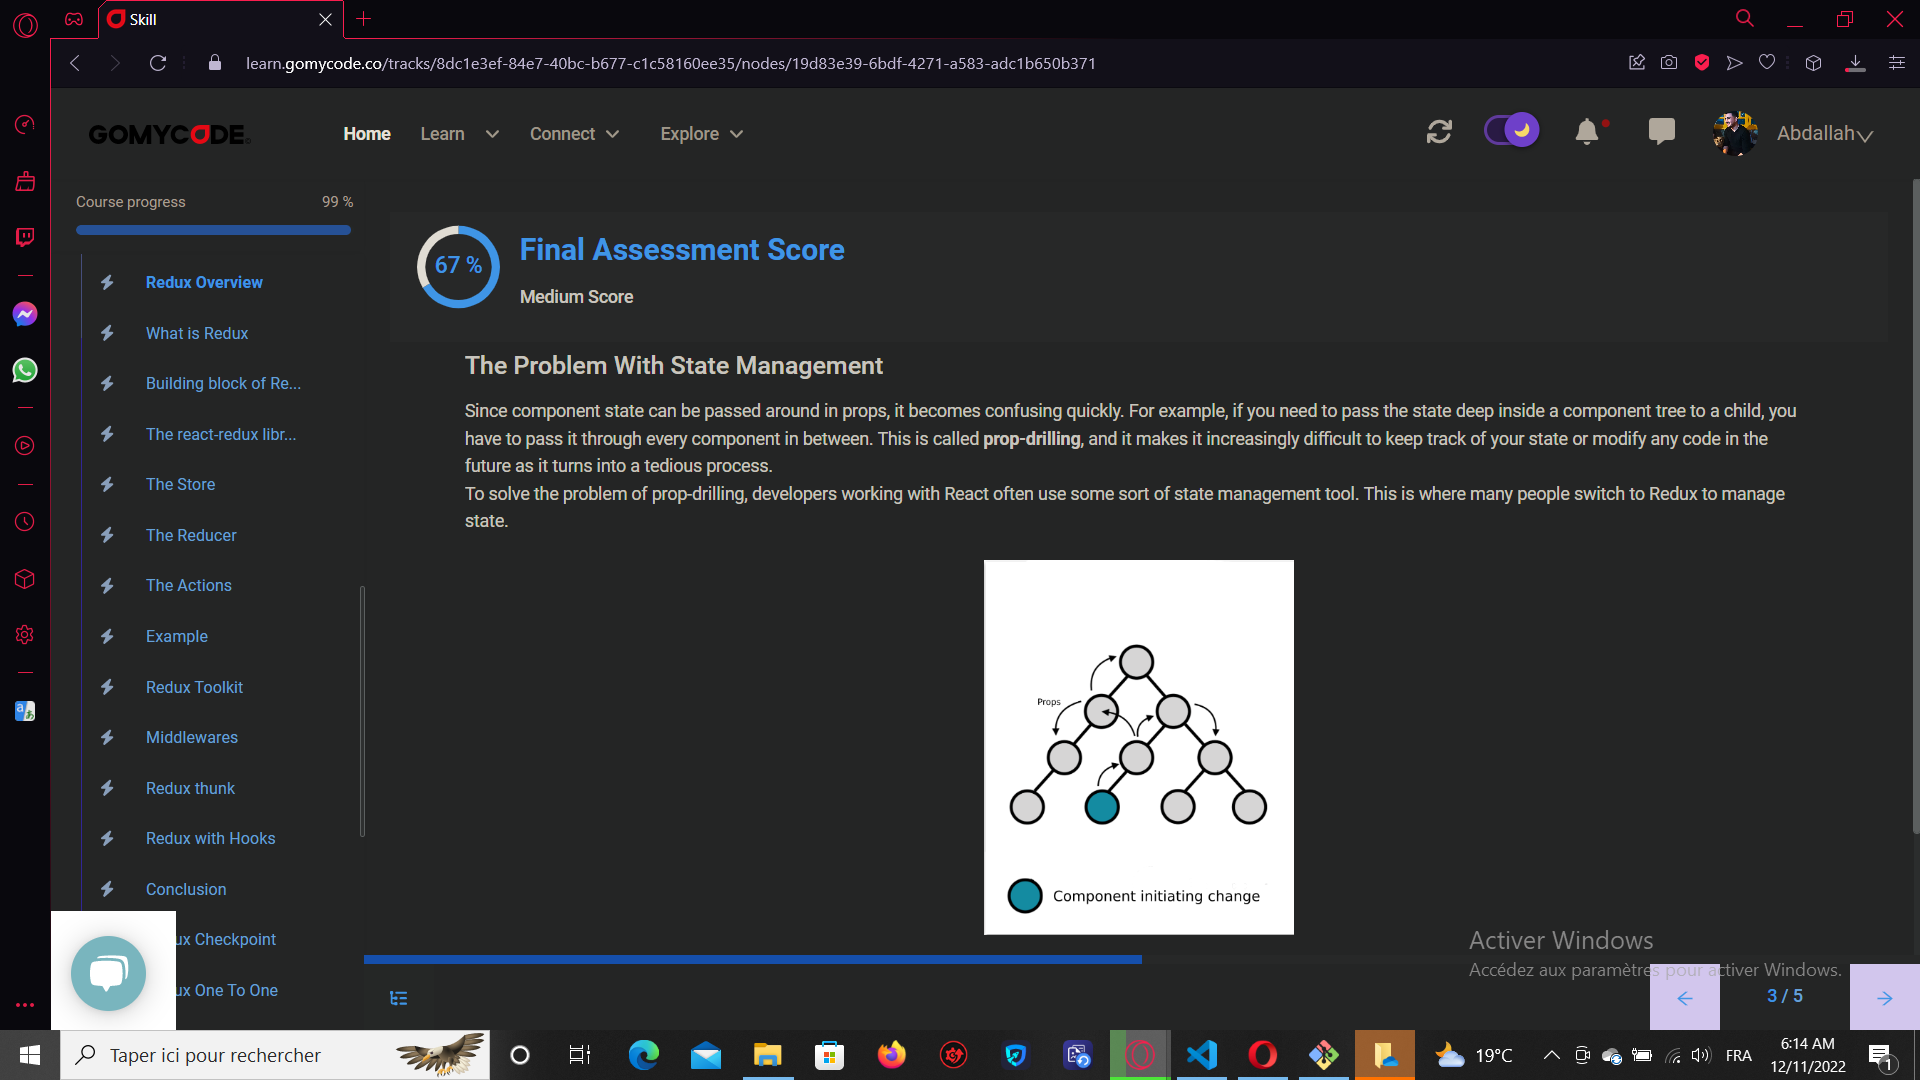 Skill
learn.gomycode.co/tracks/8dc1e3ef-84e7-40bc-b677-c1c58160ee35/nodes/19d83e39-6bdf-4271-a583-adc1b650b371
GOMYCODE
Home Learn Connect Explore Abdallah
Course progress 99 %
Redux Overview
What is Redux
Building block of Re...
The react-redux libr...
The Store
The Reducer
The Actions
Example
Redux Toolkit
Middlewares
Redux thunk
Redux with Hooks
Conclusion
ux Checkpoint
ux One To One
67 %
Final Assessment Score
Medium Score
The Problem With State Management
Since component state can be passed around in props, it becomes confusing quickly. For example, if you need to pass the state deep inside a component tree to a child, you
have to pass it through every component in between. This is called prop-drilling, and it makes it increasingly difficult to keep track of your state or modify any code in the
future as it turns into a tedious process.
To solve the problem of prop-drilling, developers working with React often use some sort of state management tool. This is where many people switch to Redux to manage
state.
Props
Component initiating change
Activer Windows
Accédez aux paramètres pour activer Windows.
3 / 5
Taper ici pour rechercher
19°C
FRA
6:14 AM
12/11/2022
1